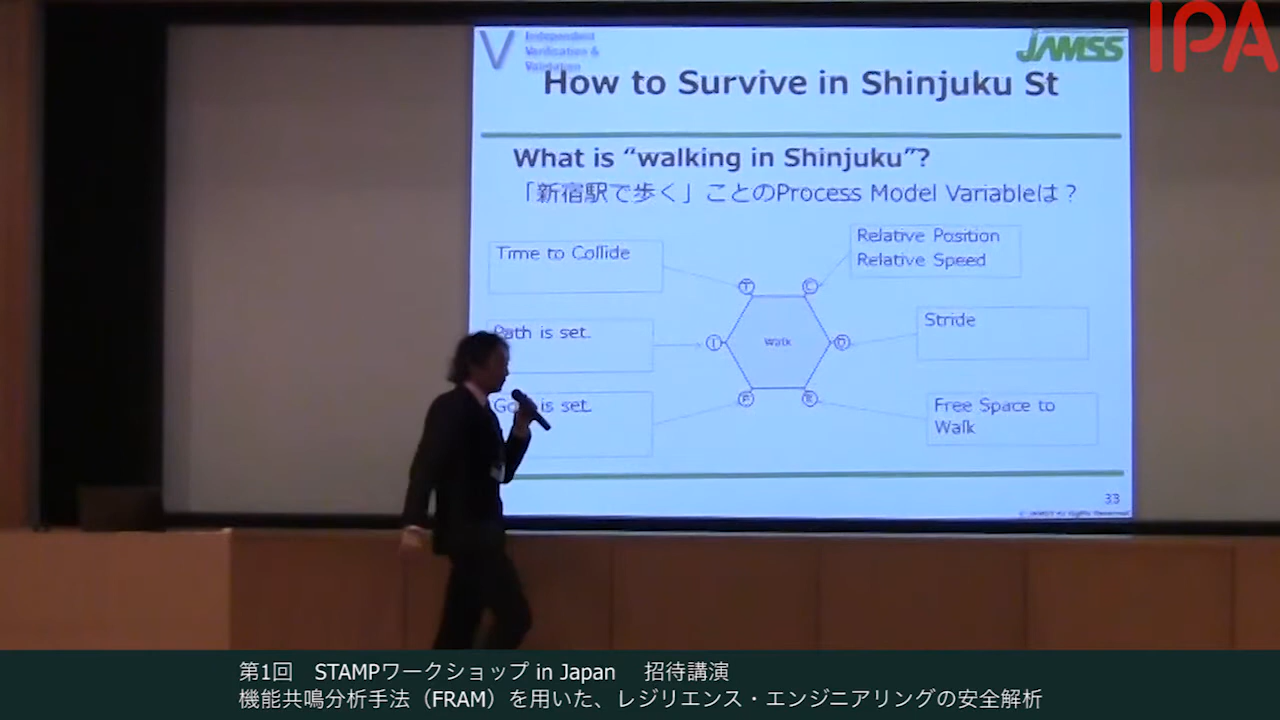 IPA
V
Independent
Verification &
Validation
JAMSS
How to Survive in Shinjuku St
What is “walking in Shinjuku”?
「新宿駅で歩く」ことのProcess Model Variableは？
Time to Collide
Relative Position
Relative Speed
T
C
Path is set.
I
Walk
O
Stride
is set.
P
R
Free Space to
Walk
33
第1回　STAMPワークショップ in Japan　招待講演
機能共鳴分析手法（FRAM）を用いた、レジリエンス・エンジニアリングの安全解析